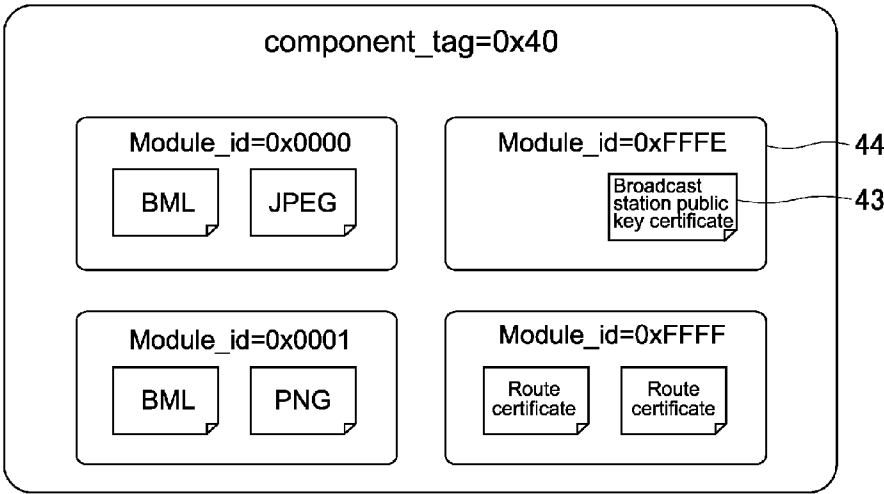 component_tag=0x40
Module_id=0x0000
BML
JPEG
Module_id=0xFFFE
Broadcast
station public
key certificate
44
43
Module_id=0x0001
BML
PNG
Module_id=0xFFFF
Route
certificate
Route
certificate